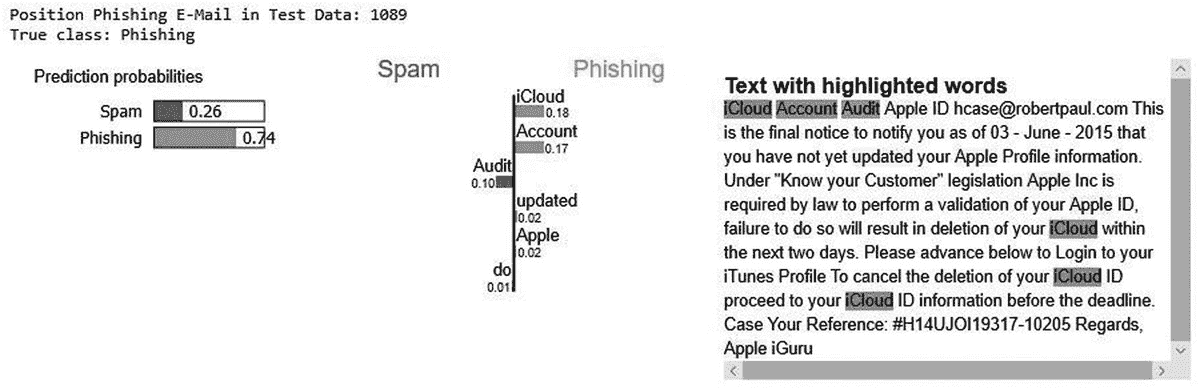 Position Phishing E-Mail in Test Data: 1089
True class: Phishing
Prediction probabilities
Spam 0.26
Phishing 0.74
Spam Phishing
iCloud
0.18
Account
0.17
Audit
0.10
updated
0.02
Apple
0.02
do
0.01
Text with highlighted words
iCloud Account Audit Apple ID hcase@robertpaul.com This
is the final notice to notify you as of 03 - June - 2015 that
you have not yet updated your Apple Profile information.
Under "Know your Customer" legislation Apple Inc is
required by law to perform a validation of your Apple ID,
failure to do so will result in deletion of your iCloud within
the next two days. Please advance below to Login to your
iTunes Profile To cancel the deletion of your iCloud ID
proceed to your iCloud ID information before the deadline.
Case Your Reference: #H14UJOI19317-10205 Regards,
Apple iGuru